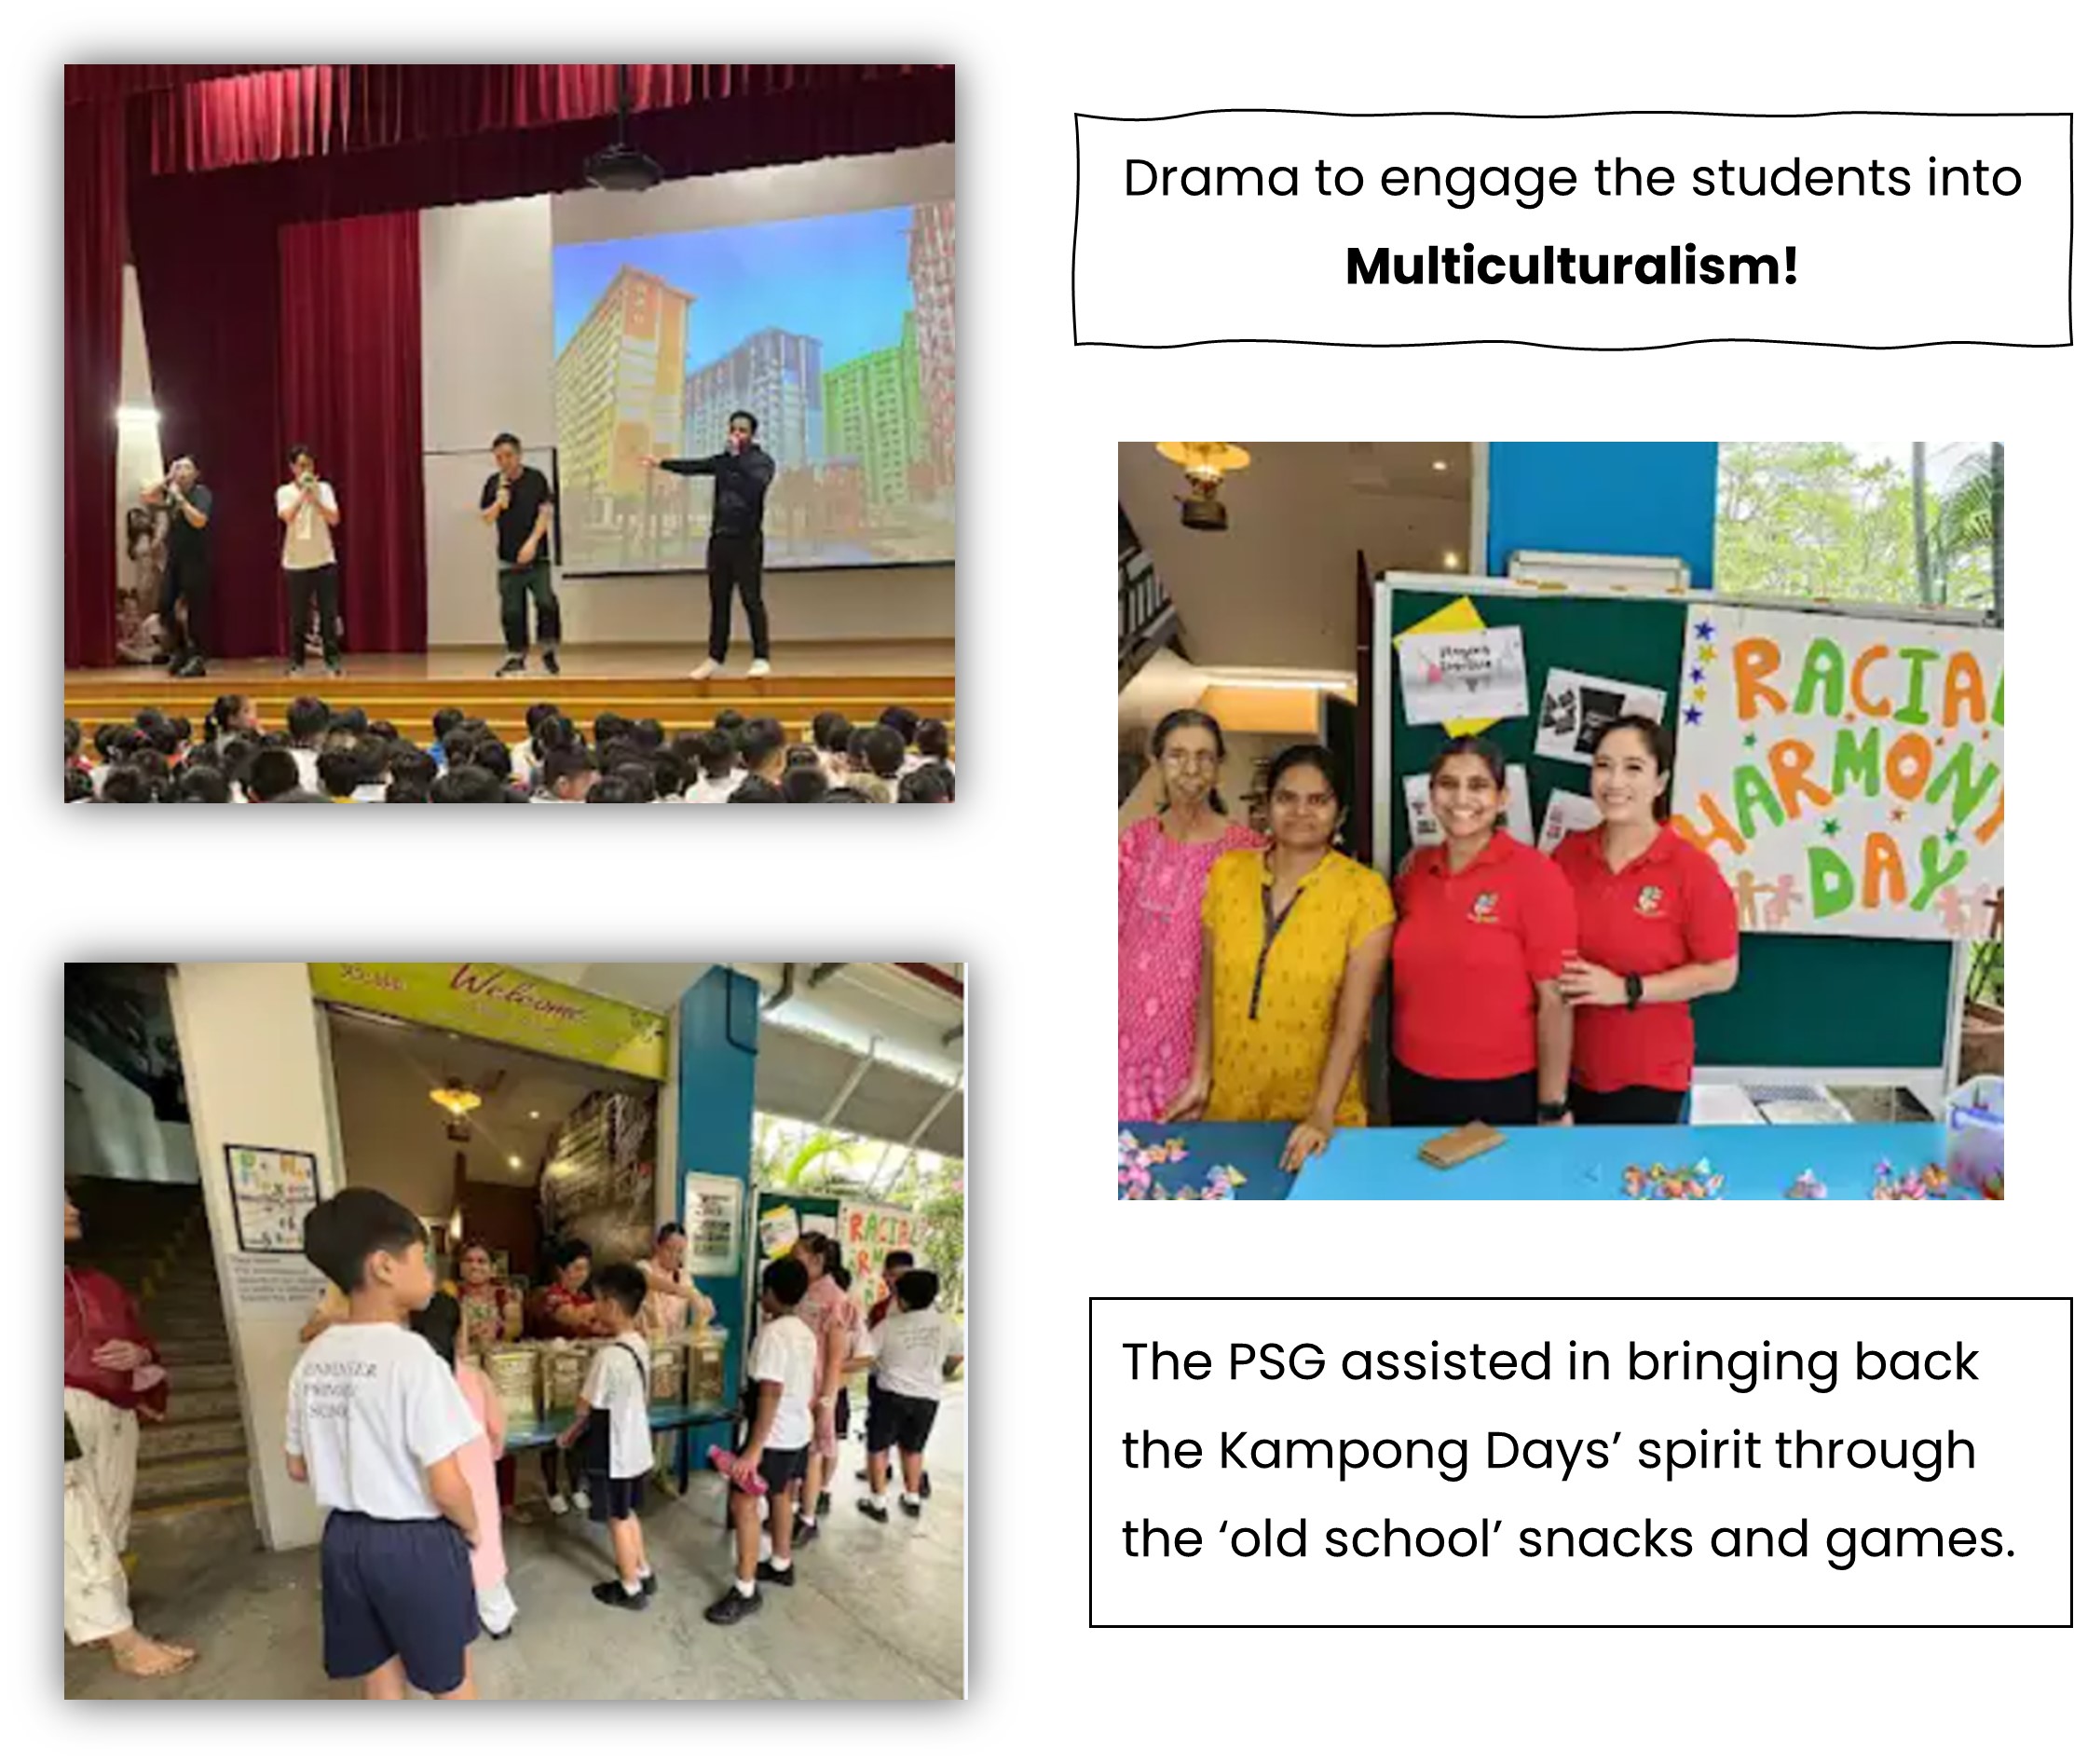 Drama to engage the students into
Multiculturalism!
RACIAL
HARMONY
DAY
Welcome
RACIAL
The PSG assisted in bringing back
the Kampong Days’ spirit through
the ‘old school’ snacks and games.